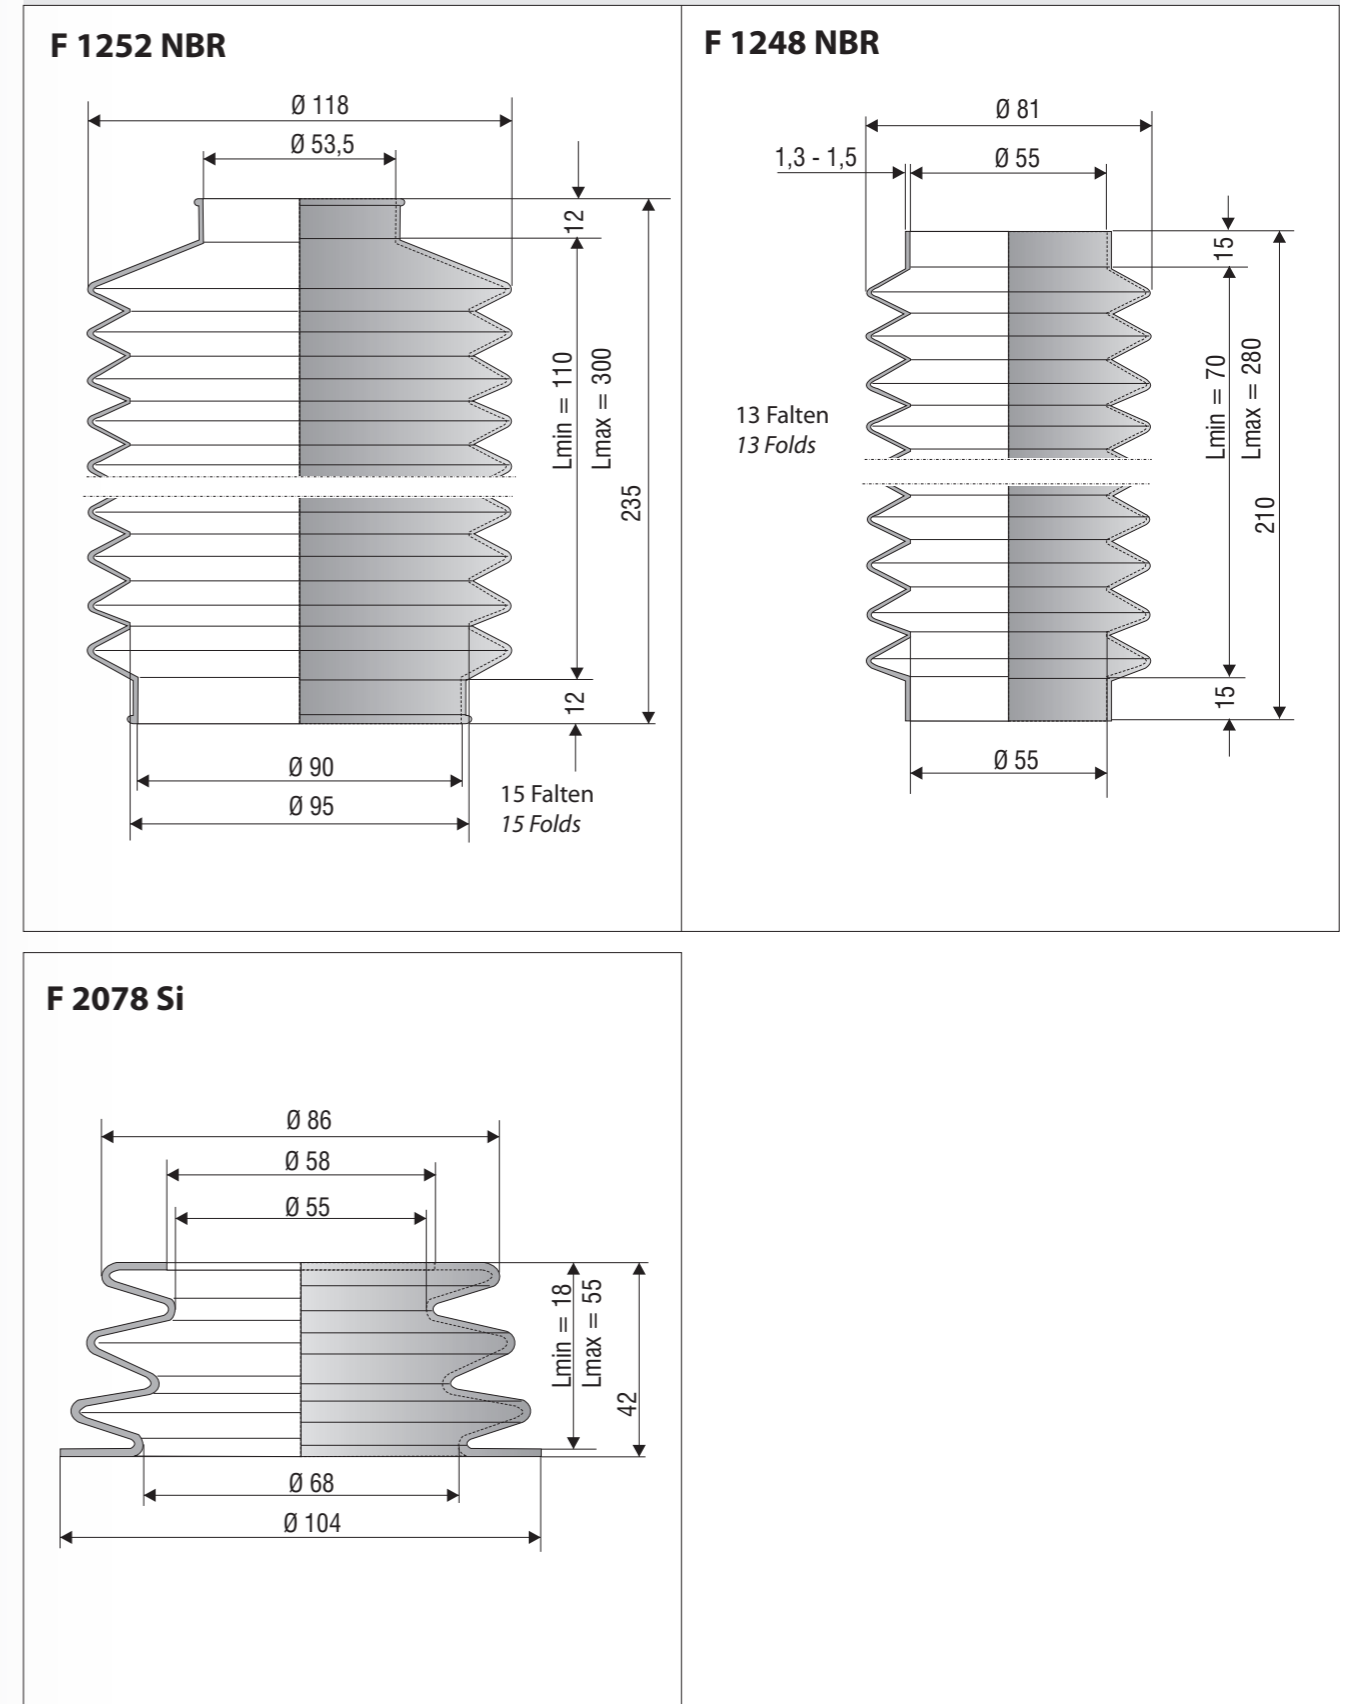 F 1252 NBR
Ø 118
Ø 53,5
12
Lmin = 110
Lmax = 300
235
12
Ø 90
Ø 95
15 Falten
15 Folds
F 1248 NBR
Ø 81
1,3 - 1,5
Ø 55
15
13 Falten
13 Folds
Lmin = 70
Lmax = 280
210
15
Ø 55
F 2078 Si
Ø 86
Ø 58
Ø 55
Lmin = 18
Lmax = 55
42
Ø 68
Ø 104